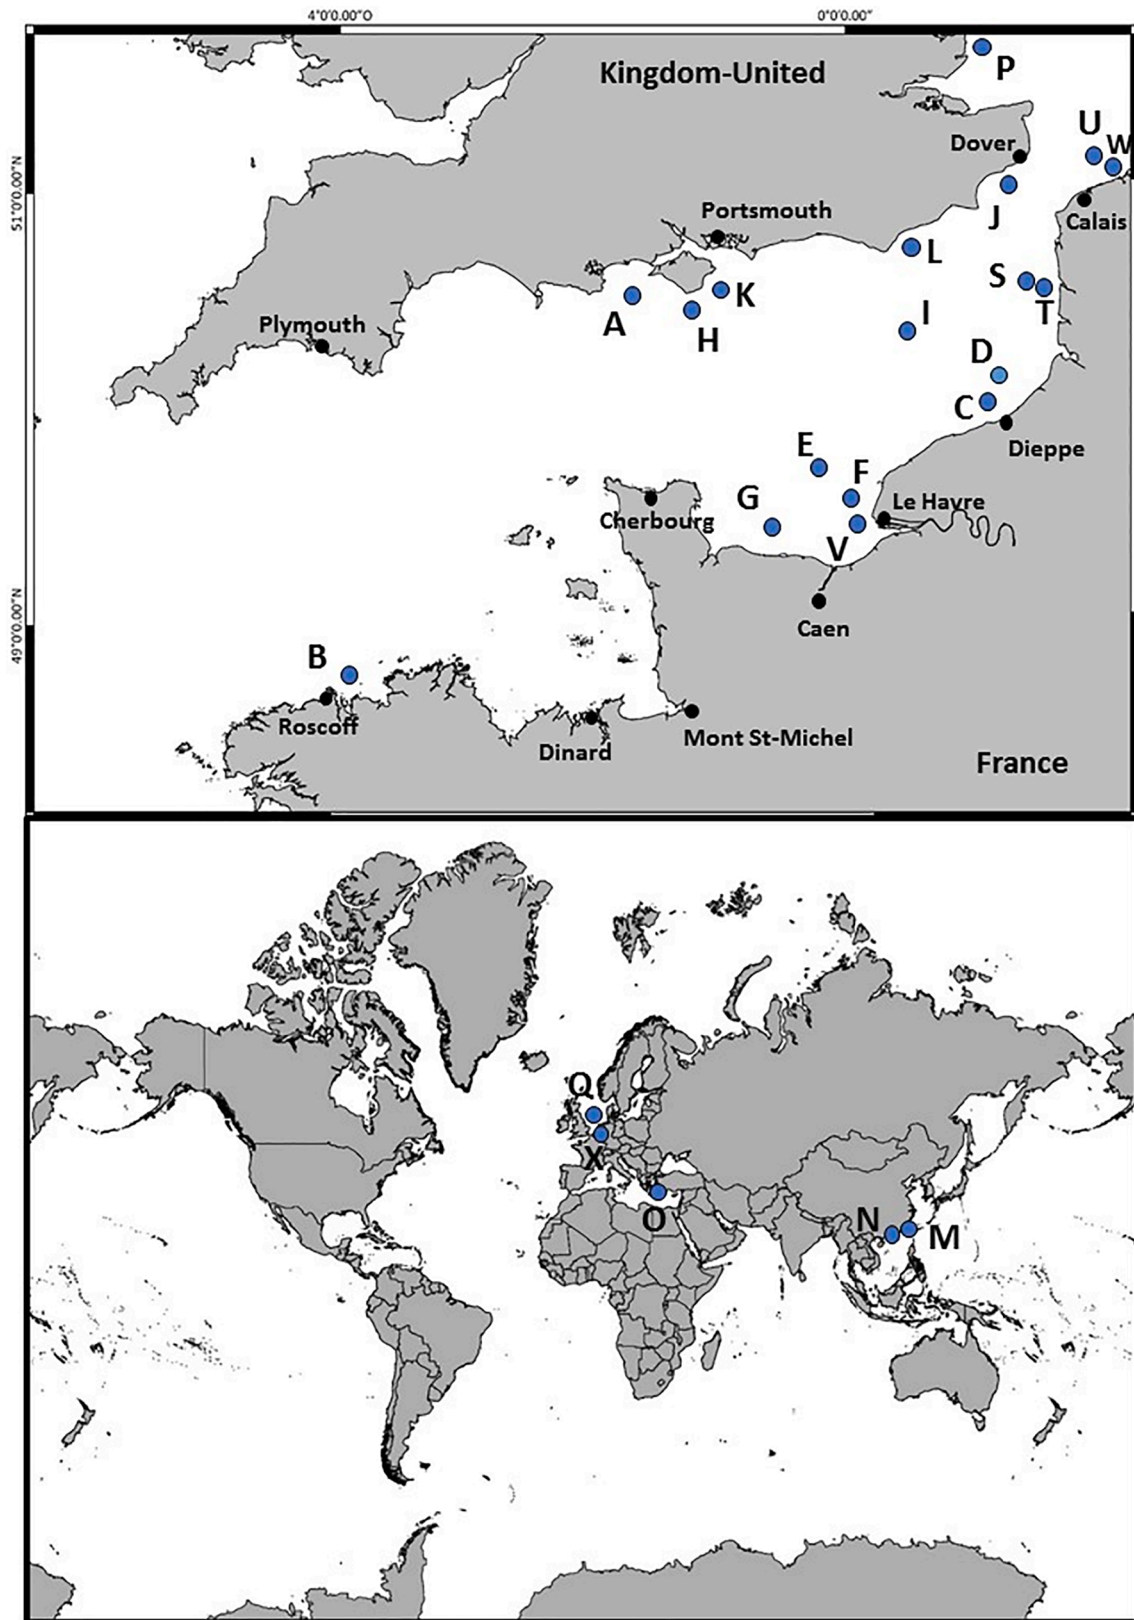 4°0'0.00"O
0°0'0.00"
Kingdom-United
P
U
W
Dover
51°0'0.00"N
J
Calais
Portsmouth
L
S
T
K
A
H
I
Plymouth
D
C
Dieppe
E
F
G
Le Havre
Cherbourg
V
Caen
49°0'0.00"N
B
Roscoff
Dinard
Mont St-Michel
France
Q
X
O
N
M